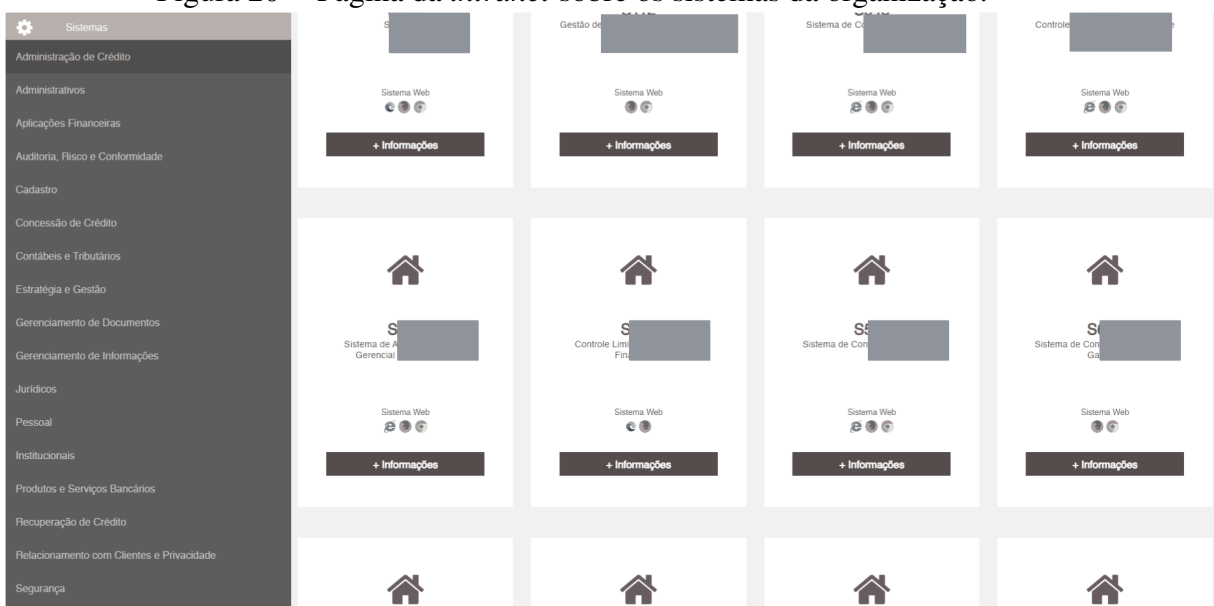 Sistemas
Administração de Crédito
Administrativos
Aplicações Financeiras
Auditoria, Risco e Conformidade
Cadastro
Concessão de Crédito
Contábeis e Tributários
Estratégia e Gestão
Gerenciamento de Documentos
Gerenciamento de Informações
Jurídicos
Pessoal
Institucionais
Produtos e Serviços Bancários
Recuperação de Crédito
Relacionamento com Clientes e Privacidade
Segurança
Gestão de
Sistema de Co
Controle
Sistema Web
Sistema Web
Sistema Web
Sistema Web
+ Informações
+ Informações
+ Informações
+ Informações
Sistema de A
Gerencial
Controle Limi
Fin
Sistema de Con
Sistema de Con
Ga
Sistema Web
Sistema Web
Sistema Web
Sistema Web
+ Informações
+ Informações
+ Informações
+ Informações